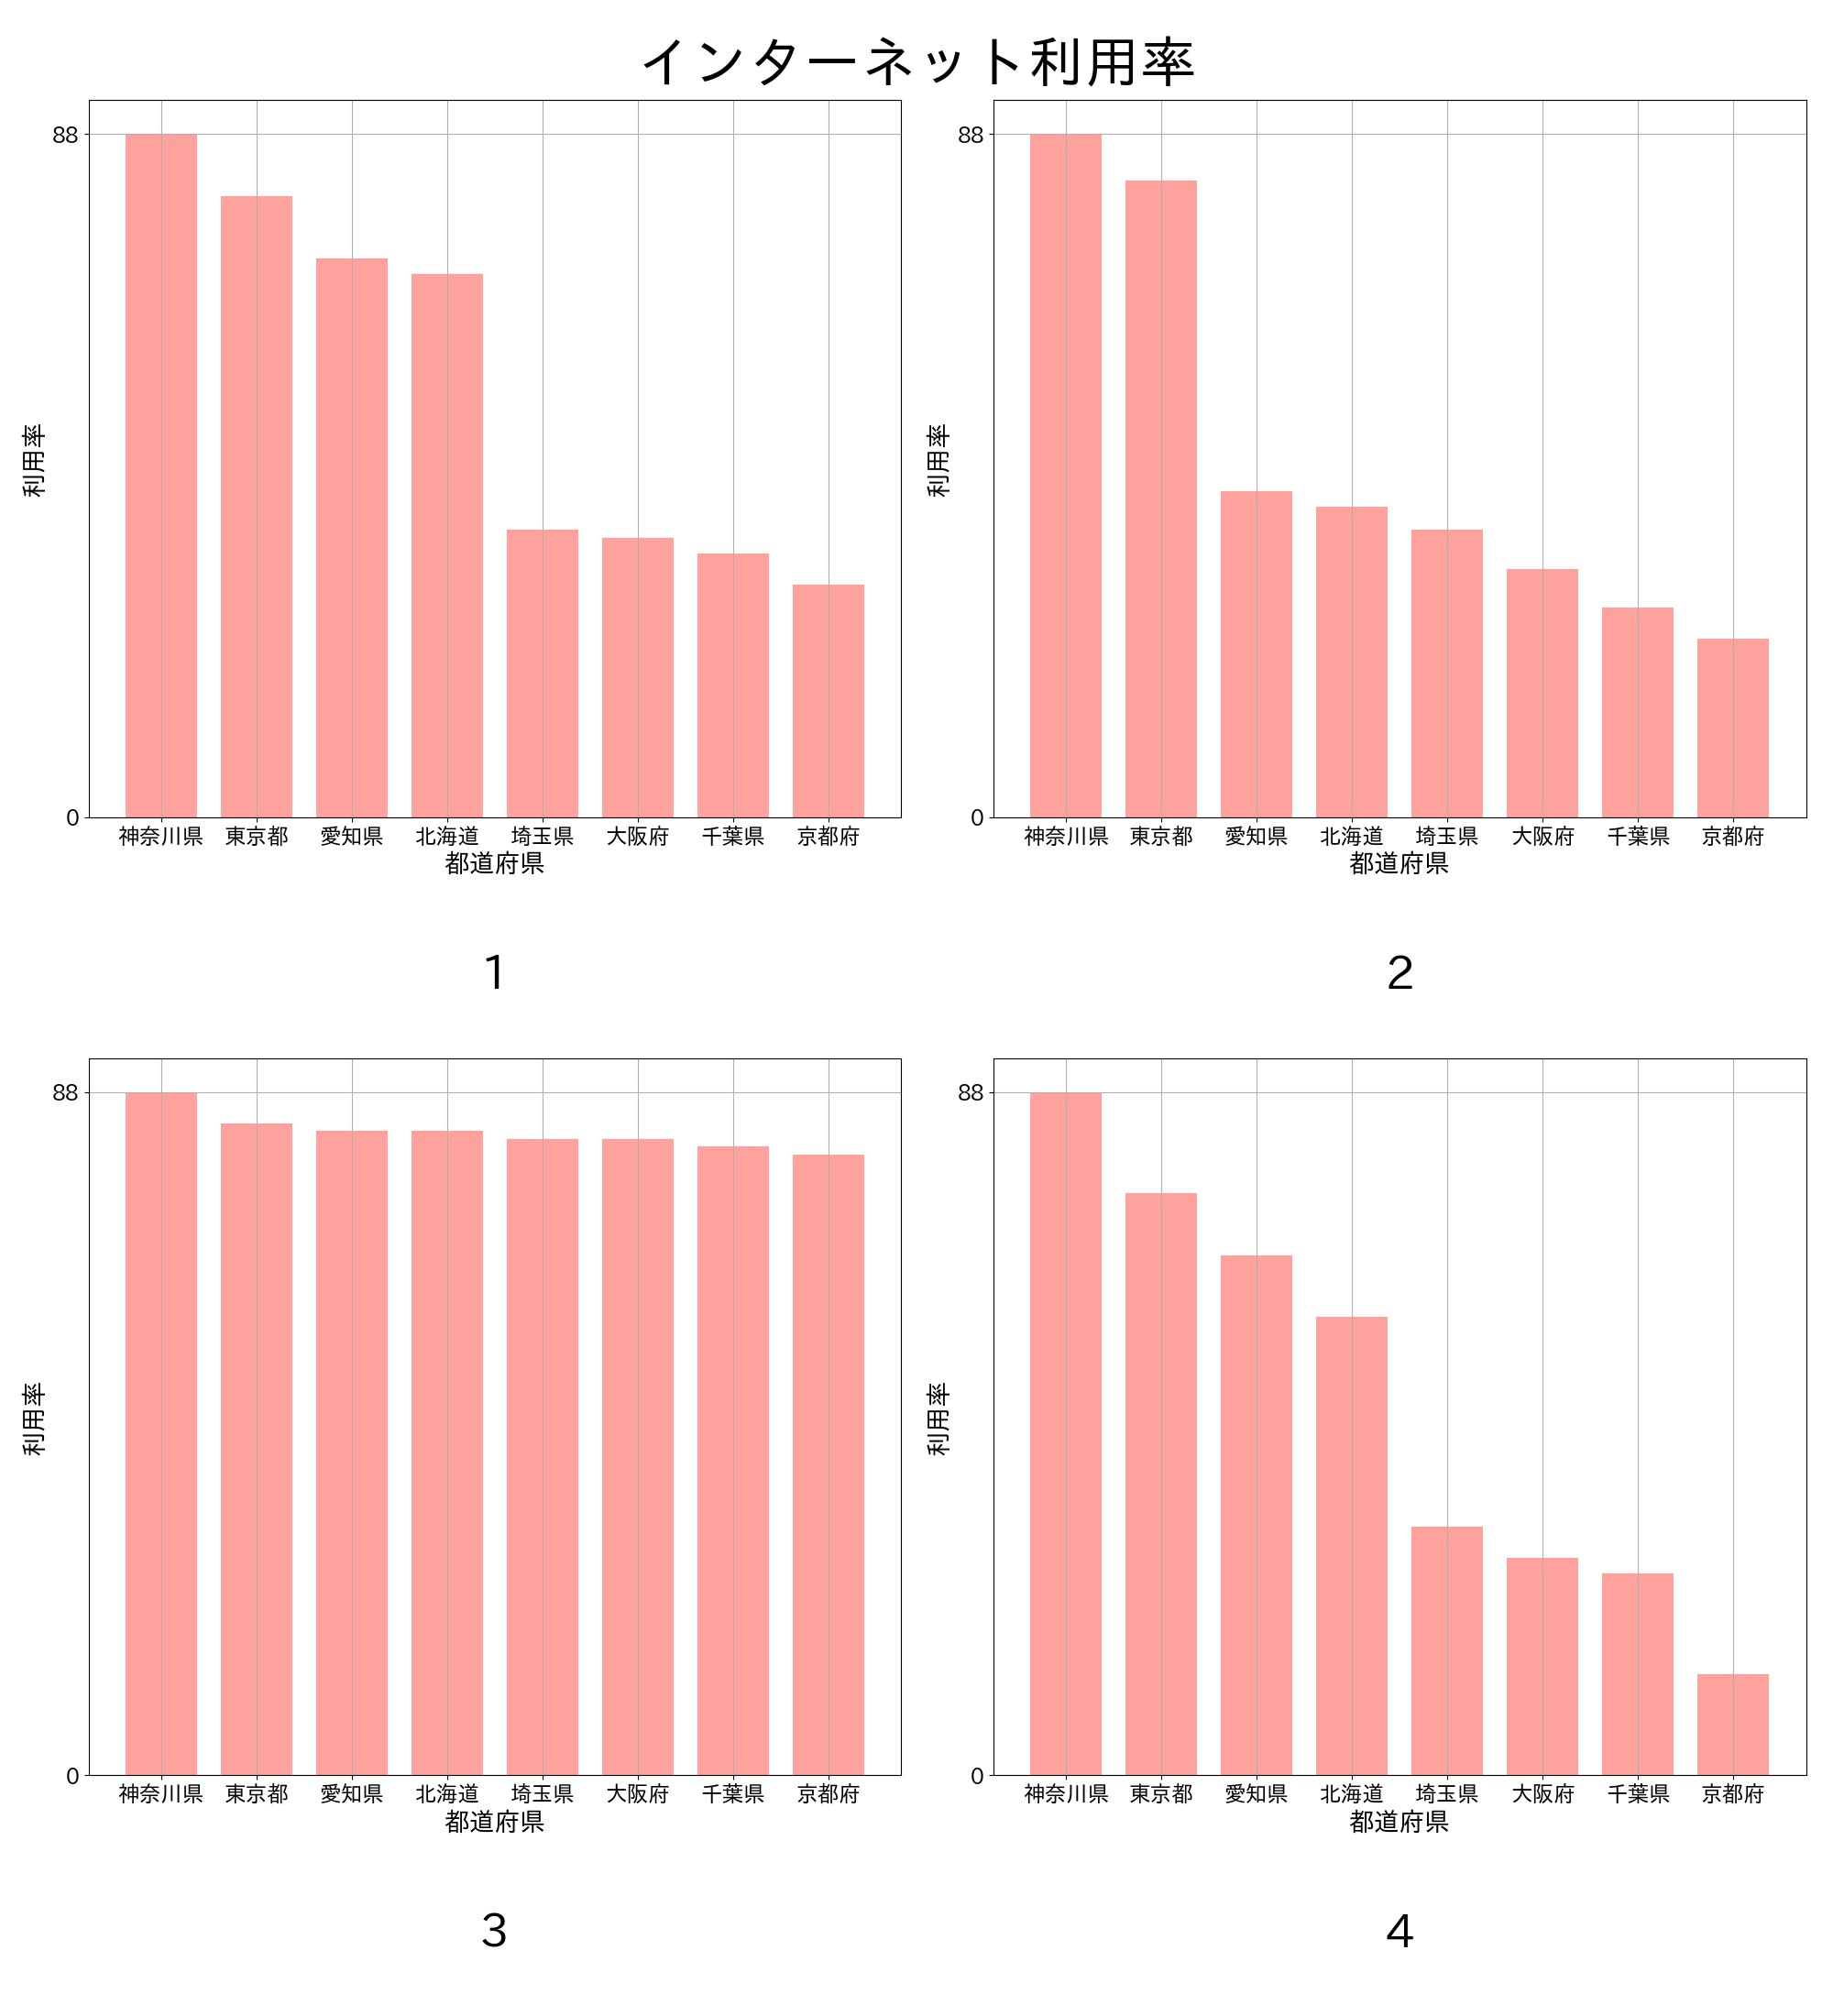 インターネット利用率
88
0
利用率
神奈川県 東京都 愛知県 北海道 埼玉県 大阪府 千葉県 京都府
都道府県
1
88
0
利用率
神奈川県 東京都 愛知県 北海道 埼玉県 大阪府 千葉県 京都府
都道府県
2
88
0
利用率
神奈川県 東京都 愛知県 北海道 埼玉県 大阪府 千葉県 京都府
都道府県
3
88
0
利用率
神奈川県 東京都 愛知県 北海道 埼玉県 大阪府 千葉県 京都府
都道府県
4